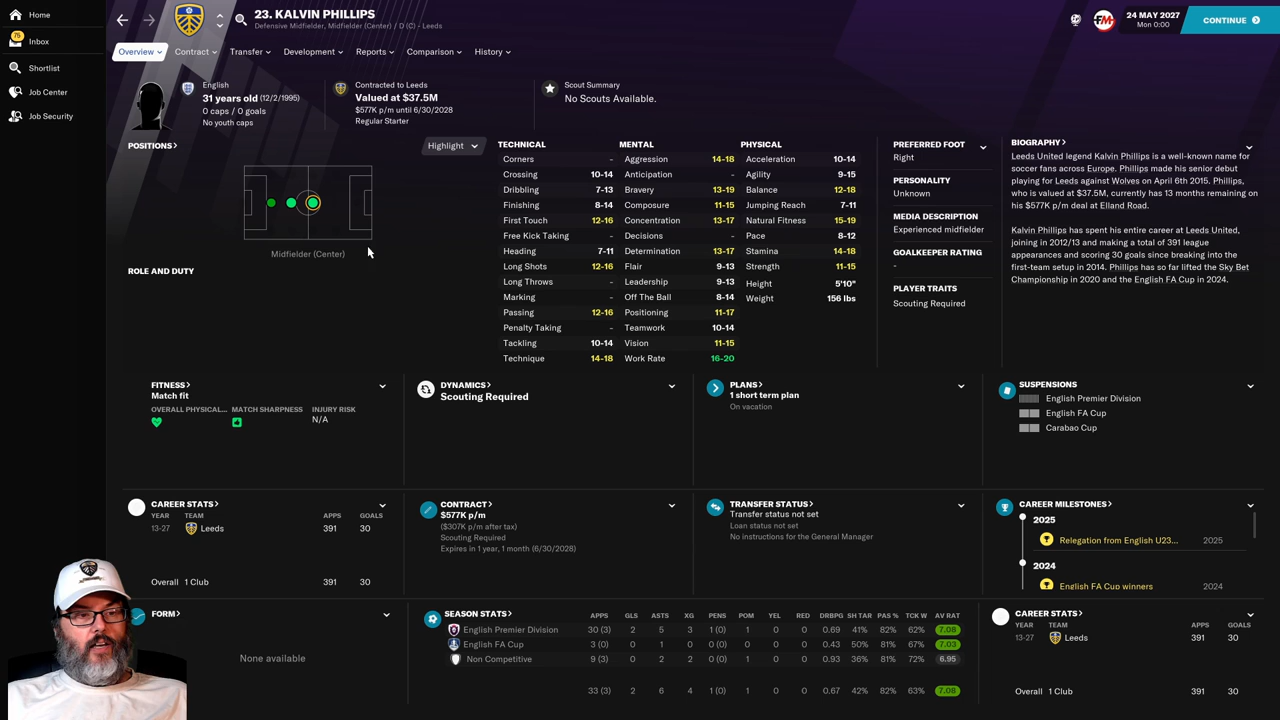 Home
75
Inbox
Shortlist
Job Center
Job Security
23. KALVIN PHILLIPS
Defensive Midfielder, Midfielder (Center) / D (C) - Leeds
24 MAY 2027
Mon 0:00
CONTINUE
Overview
Contract
Transfer
Development
Reports
Comparison
History
English
31 years old (12/2/1995)
0 caps / 0 goals
No youth caps
Contracted to Leeds
Valued at $37.5M
$577K p/m until 6/30/2028
Regular Starter
Scout Summary
No Scouts Available.
POSITIONS>
Highlight
Midfielder (Center)
ROLE AND DUTY
TECHNICAL
Corners -
Crossing 10-14
Dribbling 7-13
Finishing 8-14
First Touch 12-16
Free Kick Taking -
Heading 7-11
Long Shots 12-16
Long Throws -
Marking -
Passing 12-16
Penalty Taking -
Tackling 10-14
Technique 14-18
MENTAL
Aggression 14-18
Anticipation -
Bravery 13-19
Composure 11-15
Concentration 13-17
Decisions -
Determination 13-17
Flair 9-13
Leadership 9-13
Off The Ball 8-14
Positioning 11-17
Teamwork 10-14
Vision 11-15
Work Rate 16-20
PHYSICAL
Acceleration 10-14
Agility 9-15
Balance 12-18
Jumping Reach 7-11
Natural Fitness 15-19
Pace 8-12
Stamina 14-18
Strength 11-15
Height 5'10"
Weight 156 lbs
PREFERRED FOOT
Right
PERSONALITY
Unknown
MEDIA DESCRIPTION
Experienced midfielder
GOALKEEPER RATING
-
PLAYER TRAITS
Scouting Required
BIOGRAPHY>
Leeds United legend Kalvin Phillips is a well-known name for
soccer fans across Europe. Phillips made his senior debut
playing for Leeds against Wolves on April 6th 2015. Phillips,
who is valued at $37.5M, currently has 13 months remaining on
his $577K p/m deal at Elland Road.
Kalvin Phillips has spent his entire career at Leeds United,
joining in 2012/13 and making a total of 391 league
appearances and scoring 30 goals since breaking into the
first-team setup in 2014. Phillips has so far lifted the Sky Bet
Championship in 2020 and the English FA Cup in 2024.
FITNESS>
Match fit
OVERALL PHYSICAL... MATCH SHARPNESS INJURY RISK
N/A
DYNAMICS>
Scouting Required
PLANS>
1 short term plan
On vacation
SUSPENSIONS
English Premier Division
English FA Cup
Carabao Cup
CAREER STATS>
YEAR TEAM APPS GOALS
13-27 Leeds 391 30
Overall 1 Club 391 30
CONTRACT>
$577K p/m
($307K p/m after tax)
Scouting Required
Expires in 1 year, 1 month (6/30/2028)
TRANSFER STATUS>
Transfer status not set
Loan status not set
No instructions for the General Manager
CAREER MILESTONES>
2025
Relegation from English U23... 2025
2024
English FA Cup winners 2024
FORM>
None available
SEASON STATS> APPS GLS ASTS XG PENS POM YEL RED DRBPG SH TAR PAS % TCK W AV RAT
English Premier Division 30 (3) 2 5 3 1 (0) 1 0 0 0.69 41% 82% 62% 7.08
English FA Cup 3 (0) 0 1 0 0 (0) 0 0 0 0.43 50% 81% 67% 7.03
Non Competitive 9 (3) 0 2 2 0 (0) 1 0 0 0.93 36% 81% 72% 6.95
33 (3) 2 6 4 1 (0) 1 0 0 0.67 42% 82% 63% 7.08
CAREER STATS>
YEAR TEAM APPS GOALS
13-27 Leeds 391 30
Overall 1 Club 391 30